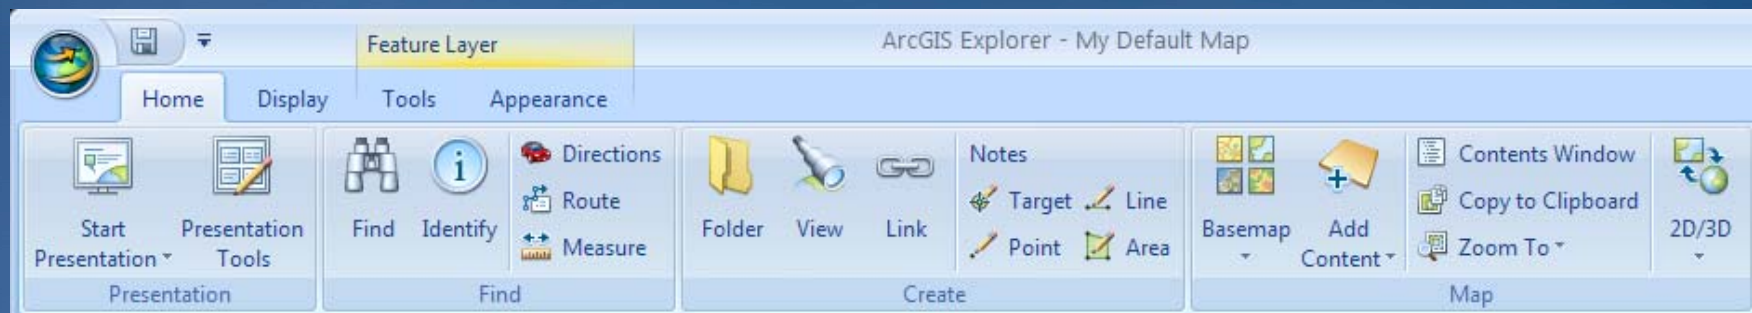 Feature Layer
ArcGIS Explorer - My Default Map
Home
Display
Tools
Appearance
Start
Presentation
Presentation
Tools
Presentation
Find
Identify
Directions
Route
Measure
Find
Folder
View
Link
Notes
Target
Line
Point
Area
Create
Basemap
Add
Content
Contents Window
Copy to Clipboard
Zoom To
2D/3D
Map